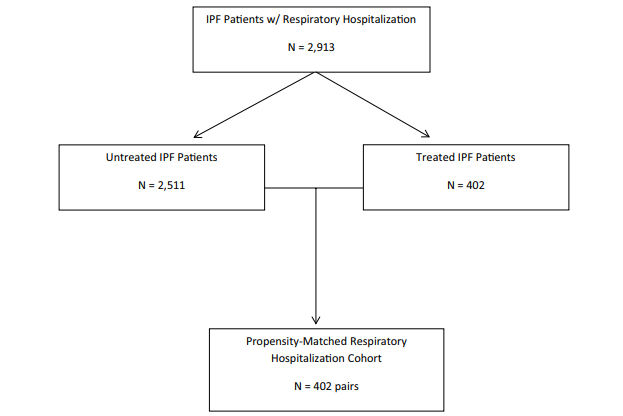 IPF Patients w/ Respiratory Hospitalization
N = 2,913
Untreated IPF Patients
N = 2,511
Treated IPF Patients
N = 402
Propensity-Matched Respiratory
Hospitalization Cohort
N = 402 pairs